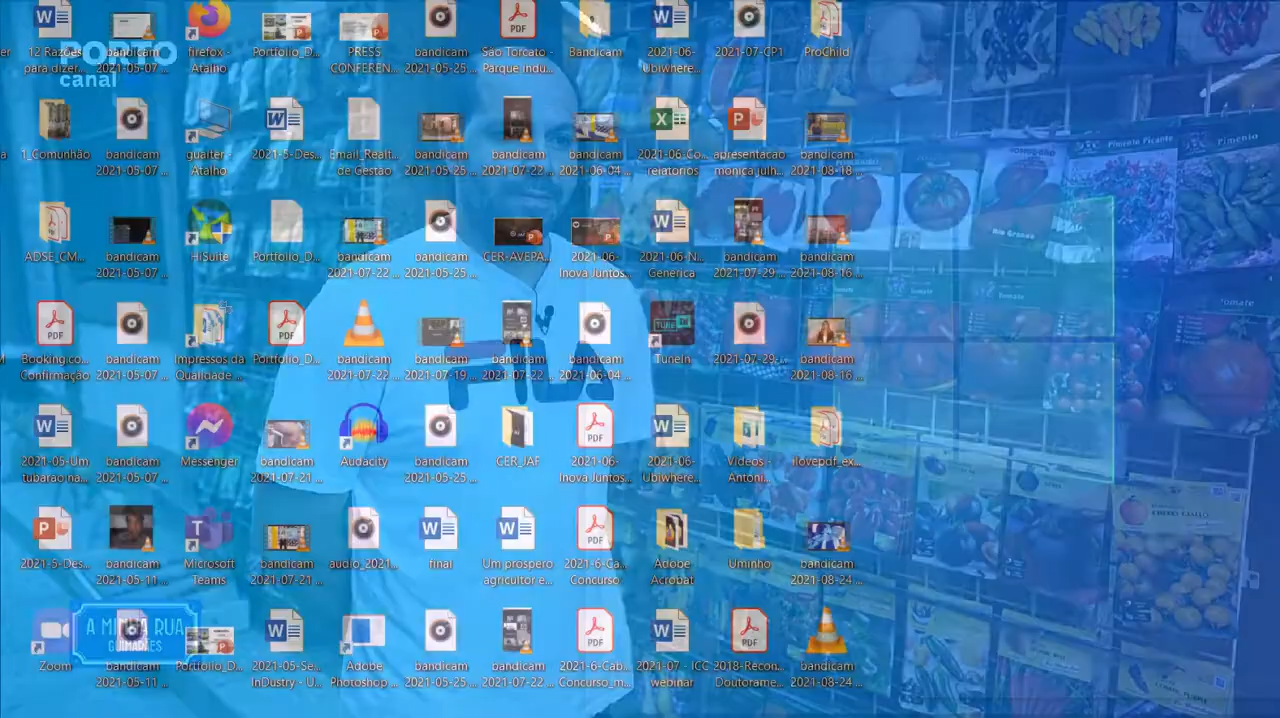 12 Razões
para dizer...
bandicam
2021-05-07 ...
firefox -
Atalho
Portfolio_D...
PRESS
CONFEREN...
bandicam
2021-05-25 ...
São Torcato -
Parque Indu...
Bandicam
2021-06-
Ubiwhere...
2021-07-CP1
ProChild
canal
1_Comunhão
bandicam
2021-05-07 ...
Atalho
2021-5-Des...
Email_Realt...
de Gestão
bandicam
2021-05-25 ...
bandicam
2021-07-22 ...
bandicam
2021-06-04 ...
2021-06-Co...
relatorios
apresentacao
monica julh...
bandicam
2021-08-18 ...
Pimento Picante
Pimento
ADSE_CM...
bandicam
2021-05-07 ...
HiSuite
Portfolio_D...
bandicam
2021-07-22 ...
bandicam
2021-05-25 ...
CER-AVEPA...
2021-06-
Inova Juntos...
2021-06-N...
Generica
bandicam
2021-07-29 ...
bandicam
2021-08-16 ...
Rio Grande
Tomate
Booking.co...
Confirmação
bandicam
2021-05-07 ...
Impressos da
Qualidade ...
Portfolio_D...
bandicam
2021-07-22 ...
bandicam
2021-07-19 ...
bandicam
2021-07-22 ...
bandicam
2021-06-04 ...
TuneIn
2021-07-29-...
bandicam
2021-08-16 ...
2021-05-Um
tubarao na...
bandicam
2021-05-07 ...
Messenger
bandicam
2021-07-21 ...
Audacity
bandicam
2021-05-25 ...
CER_JAF
2021-06-
Inova Juntos...
2021-06-
Ubiwhere...
Videos -
Antoni...
ilovepdf_ex...
2021-5-Des...
bandicam
2021-05-11 ...
Microsoft
Teams
bandicam
2021-07-21 ...
audio_2021...
final
Um prospero
agricultor e...
2021-6-Ca...
Concurso
Adobe
Acrobat
Uminho
bandicam
2021-08-24 ...
A MINHA RUA
GUIMARÃES
Zoom
bandicam
2021-05-11 ...
Portfolio_D...
2021-05-Se...
InDustry - U...
Adobe
Photoshop ...
bandicam
2021-05-25 ...
bandicam
2021-07-22 ...
2021-6-Cab...
Concurso_m...
2021-07 - ICC
webinar
2018-Recon...
Doutorame...
bandicam
2021-08-24 ...